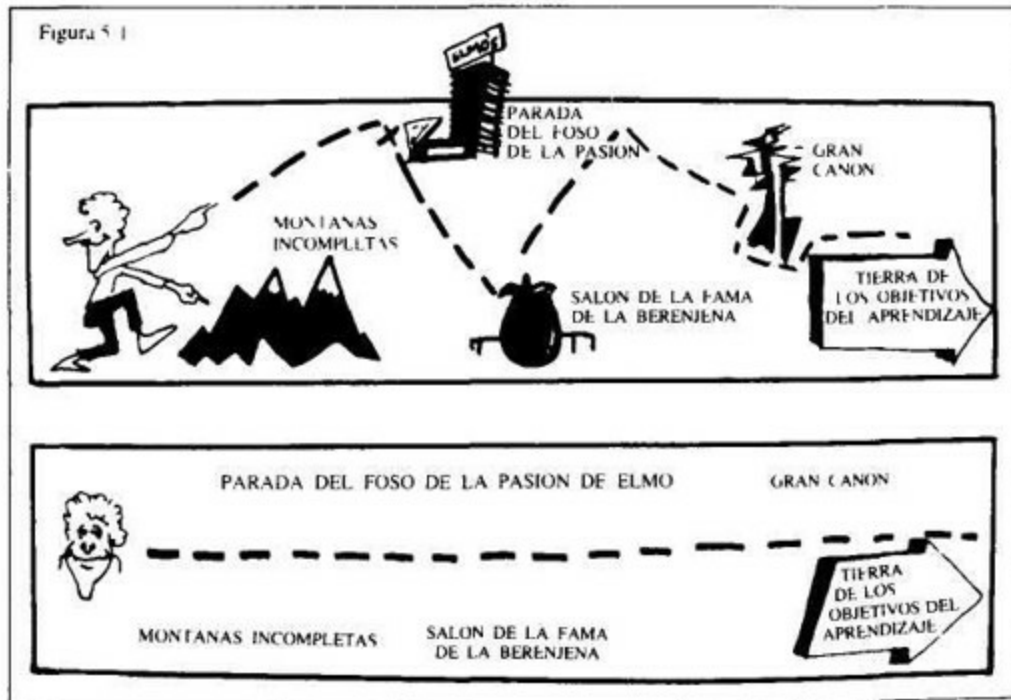 Figura 5 1
ELMOS
PARADA
DEL FOSO
DE LA PASION
GRAN
CANON
MONTANAS
INCOMPLETAS
SALON DE LA FAMA
DE LA BERENJENA
TIERRA DE
LOS OBJETIVOS
DEL APRENDIZAJE
PARADA DEL FOSO DE LA PASION DE ELMO
GRAN CANON
MONTANAS INCOMPLETAS
SALON DE LA FAMA
DE LA BERENJENA
TIERRA
DE LOS
OBJETIVOS DEL
APRENDIZAJE